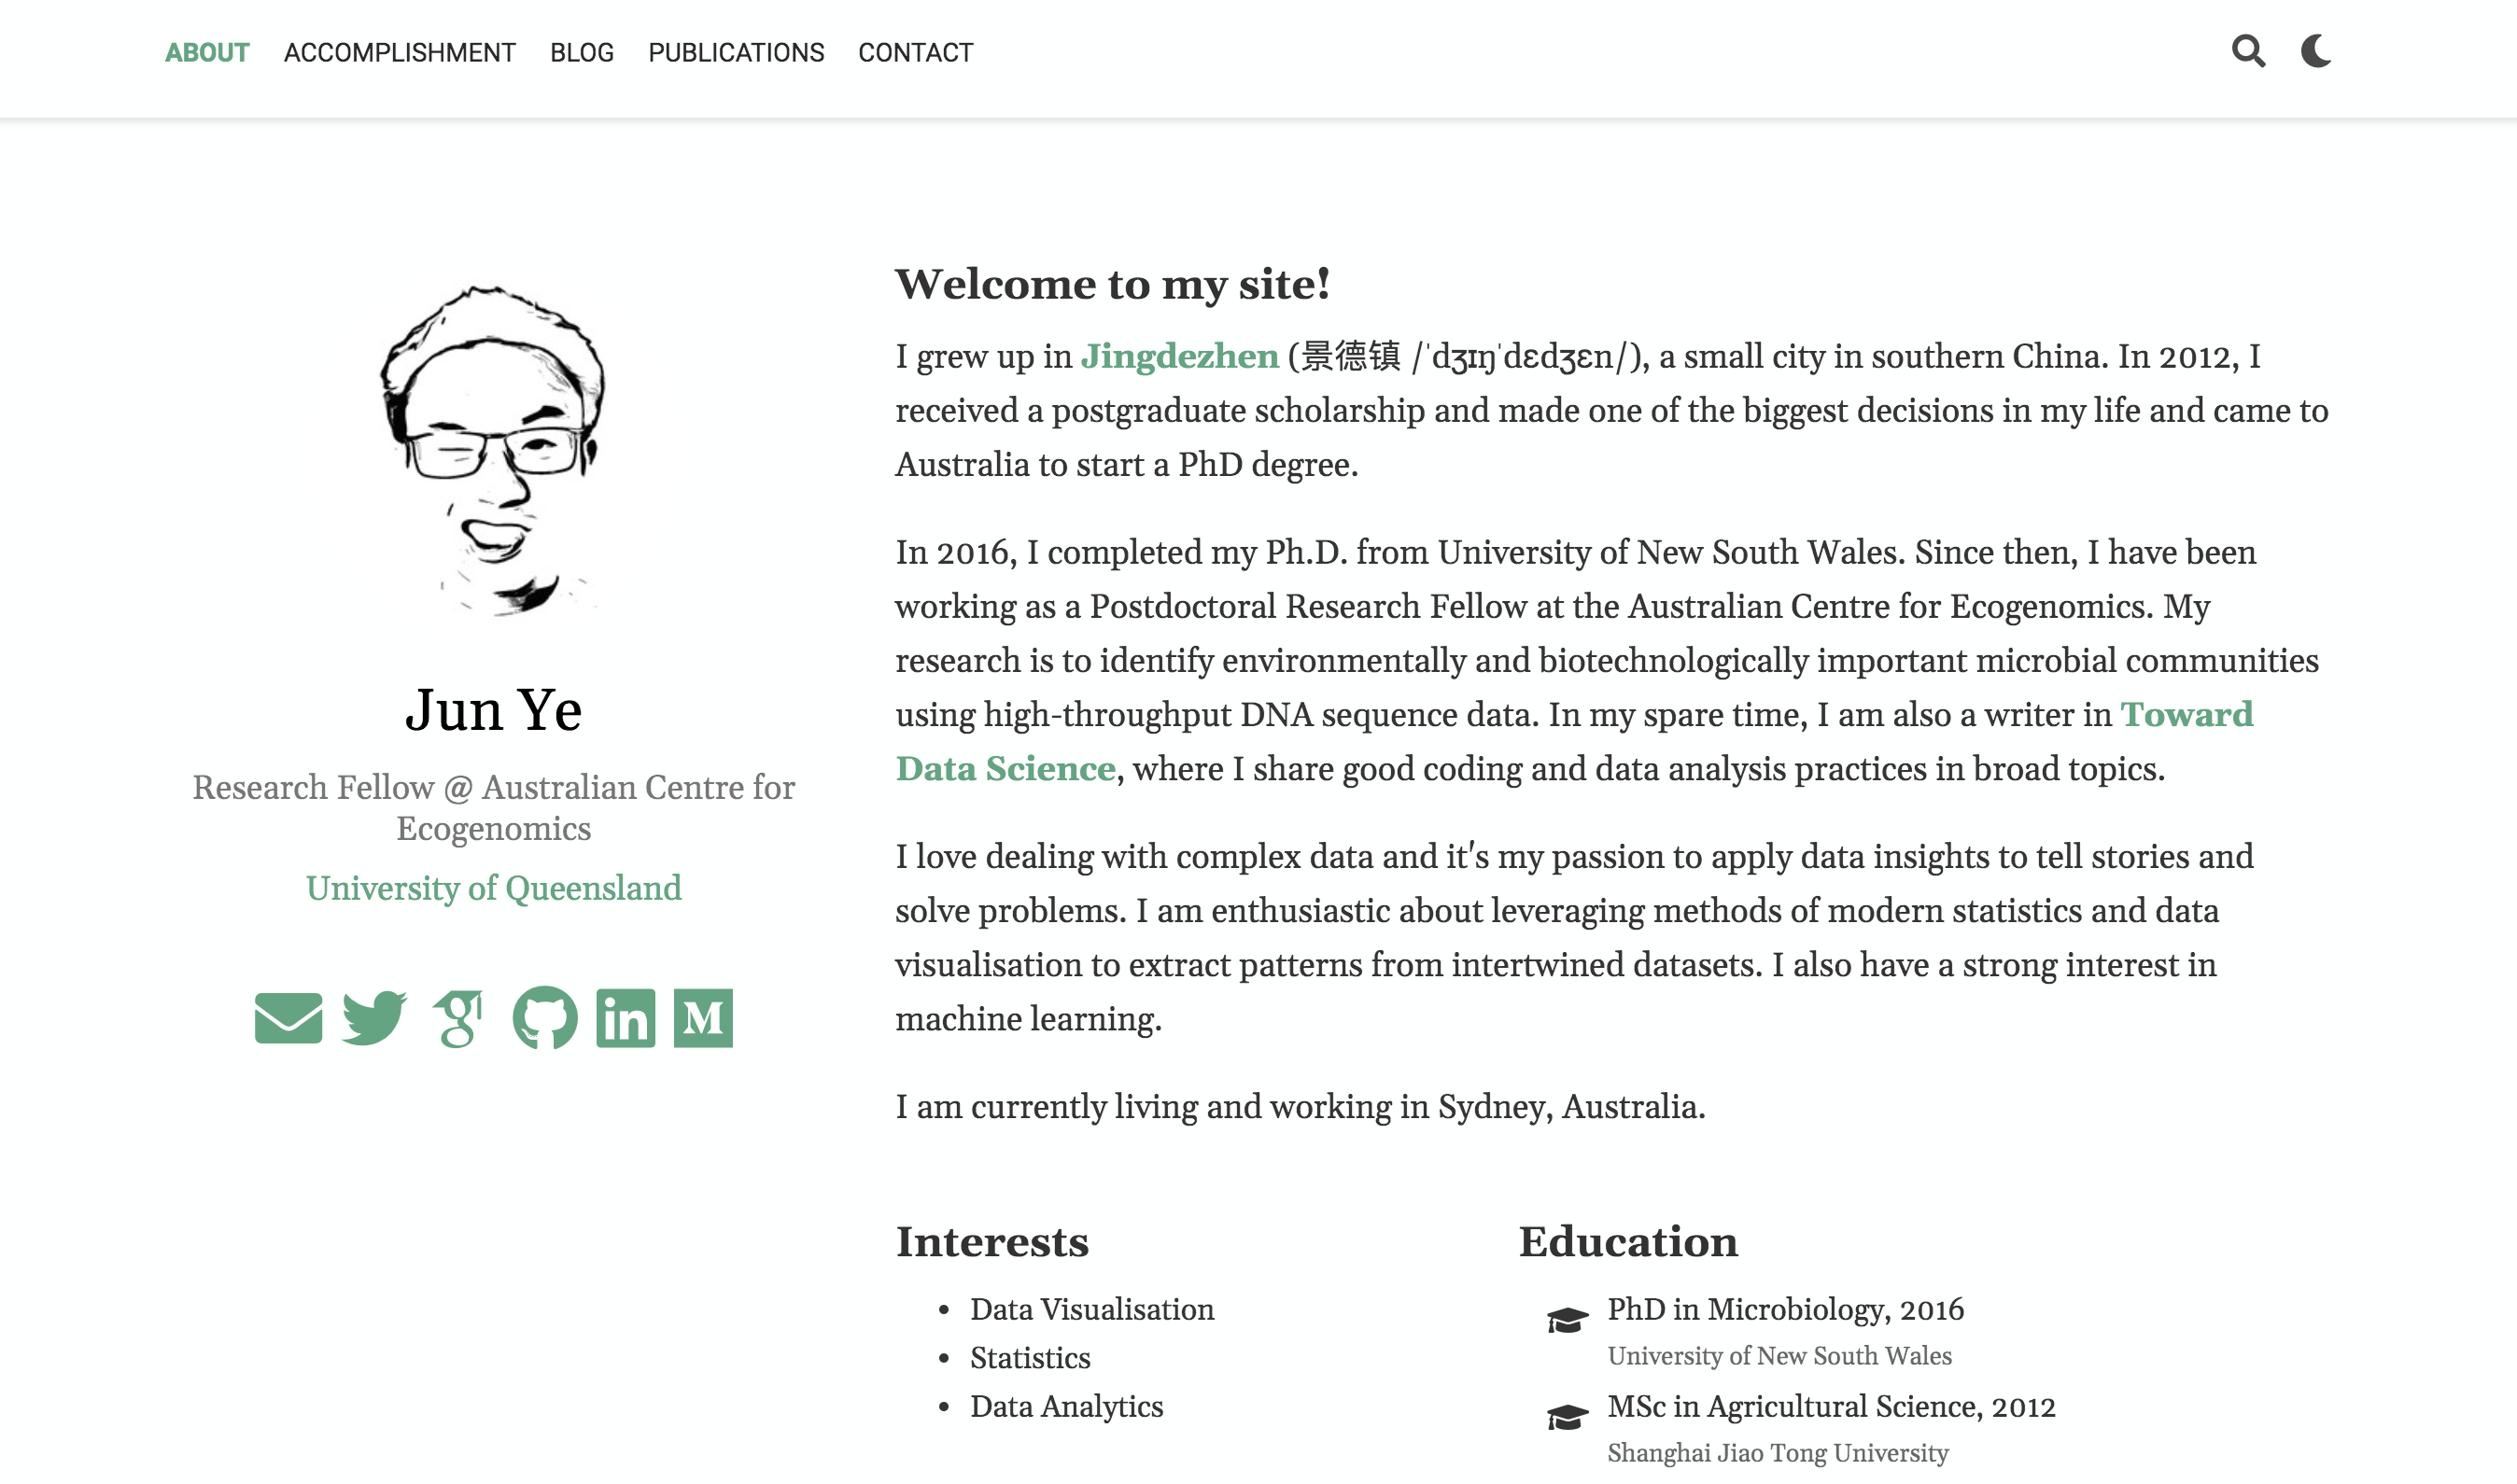 ABOUT ACCOMPLISHMENT BLOG PUBLICATIONS CONTACT
Jun Ye
Research Fellow @ Australian Centre for
Ecogenomics
University of Queensland
in M
Welcome to my site!
I grew up in Jingdezhen (景德镇 /ˈdʒɪŋˈdɛdʒɛn/), a small city in southern China. In 2012, I
received a postgraduate scholarship and made one of the biggest decisions in my life and came to
Australia to start a PhD degree.
In 2016, I completed my Ph.D. from University of New South Wales. Since then, I have been
working as a Postdoctoral Research Fellow at the Australian Centre for Ecogenomics. My
research is to identify environmentally and biotechnologically important microbial communities
using high-throughput DNA sequence data. In my spare time, I am also a writer in Toward
Data Science, where I share good coding and data analysis practices in broad topics.
I love dealing with complex data and it's my passion to apply data insights to tell stories and
solve problems. I am enthusiastic about leveraging methods of modern statistics and data
visualisation to extract patterns from intertwined datasets. I also have a strong interest in
machine learning.
I am currently living and working in Sydney, Australia.
Interests
• Data Visualisation
• Statistics
• Data Analytics
Education
PhD in Microbiology, 2016
University of New South Wales
MSc in Agricultural Science, 2012
Shanghai Jiao Tong University